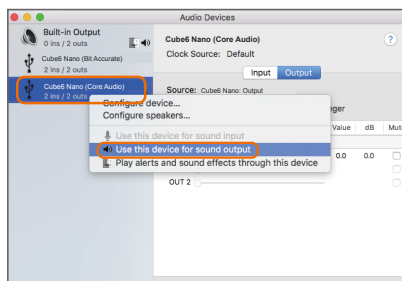 Audio Devices
Built-in Output
0 ins / 2 outs
Cube6 Nano (Bit Accurate)
2 ins / 2 outs
Cube6 Nano (Core Audio)
2 ins / 2 outs
Cube6 Nano (Core Audio)
?
Clock Source: Default
Input Output
Source: Cube6 Nano: Output
Configure device...
Configure speakers...
Use this device for sound input
Use this device for sound output
Play alerts and sound effects through this device
Value dB Mute
0.0 0.0
OUT 2